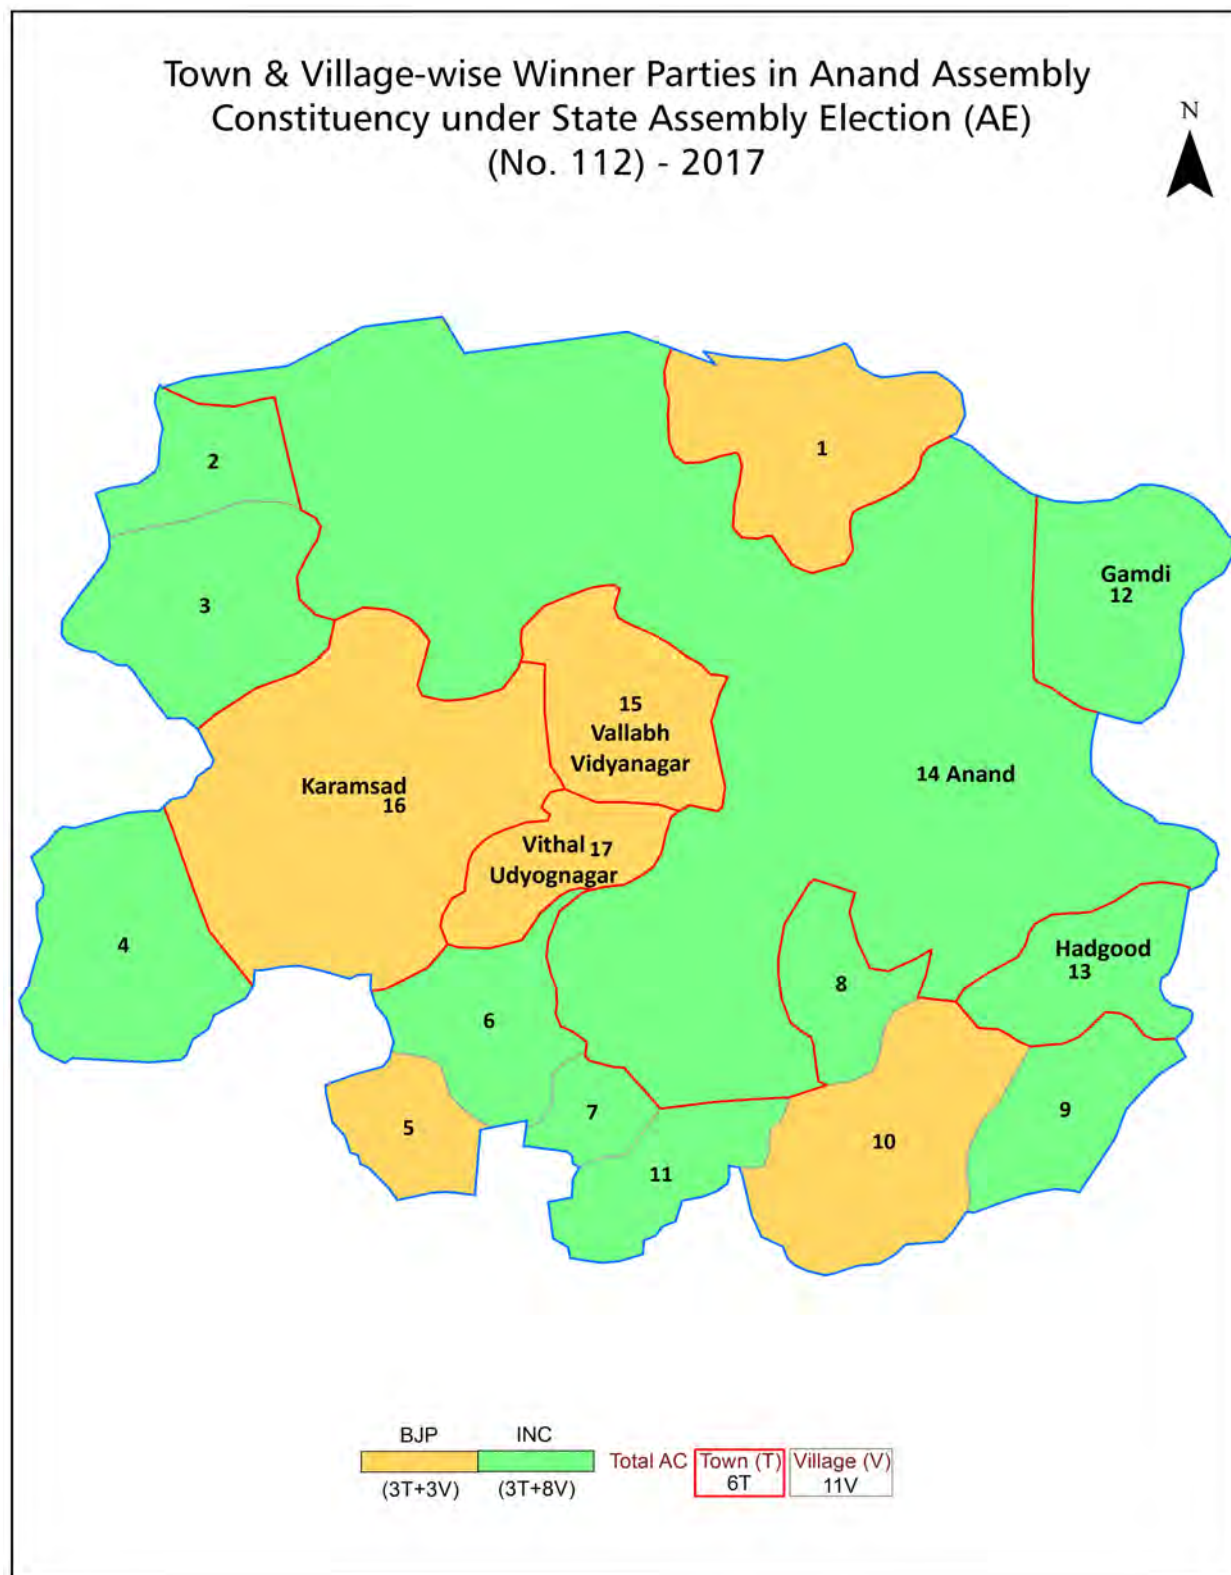 Town & Village-wise Winner Parties in Anand Assembly
Constituency under State Assembly Election (AE)
(No. 112) - 2017
N
1
2
3
Gamdi
12
15
Vallabh
Vidyanagar
14 Anand
Karamsad
16
Vithal 17
Udyognagar
4
Hadgood
13
8
6
9
7
5
10
11
BJP INC
Total AC Town (T) Village (V)
6T 11V
(3T+3V) (3T+8V)